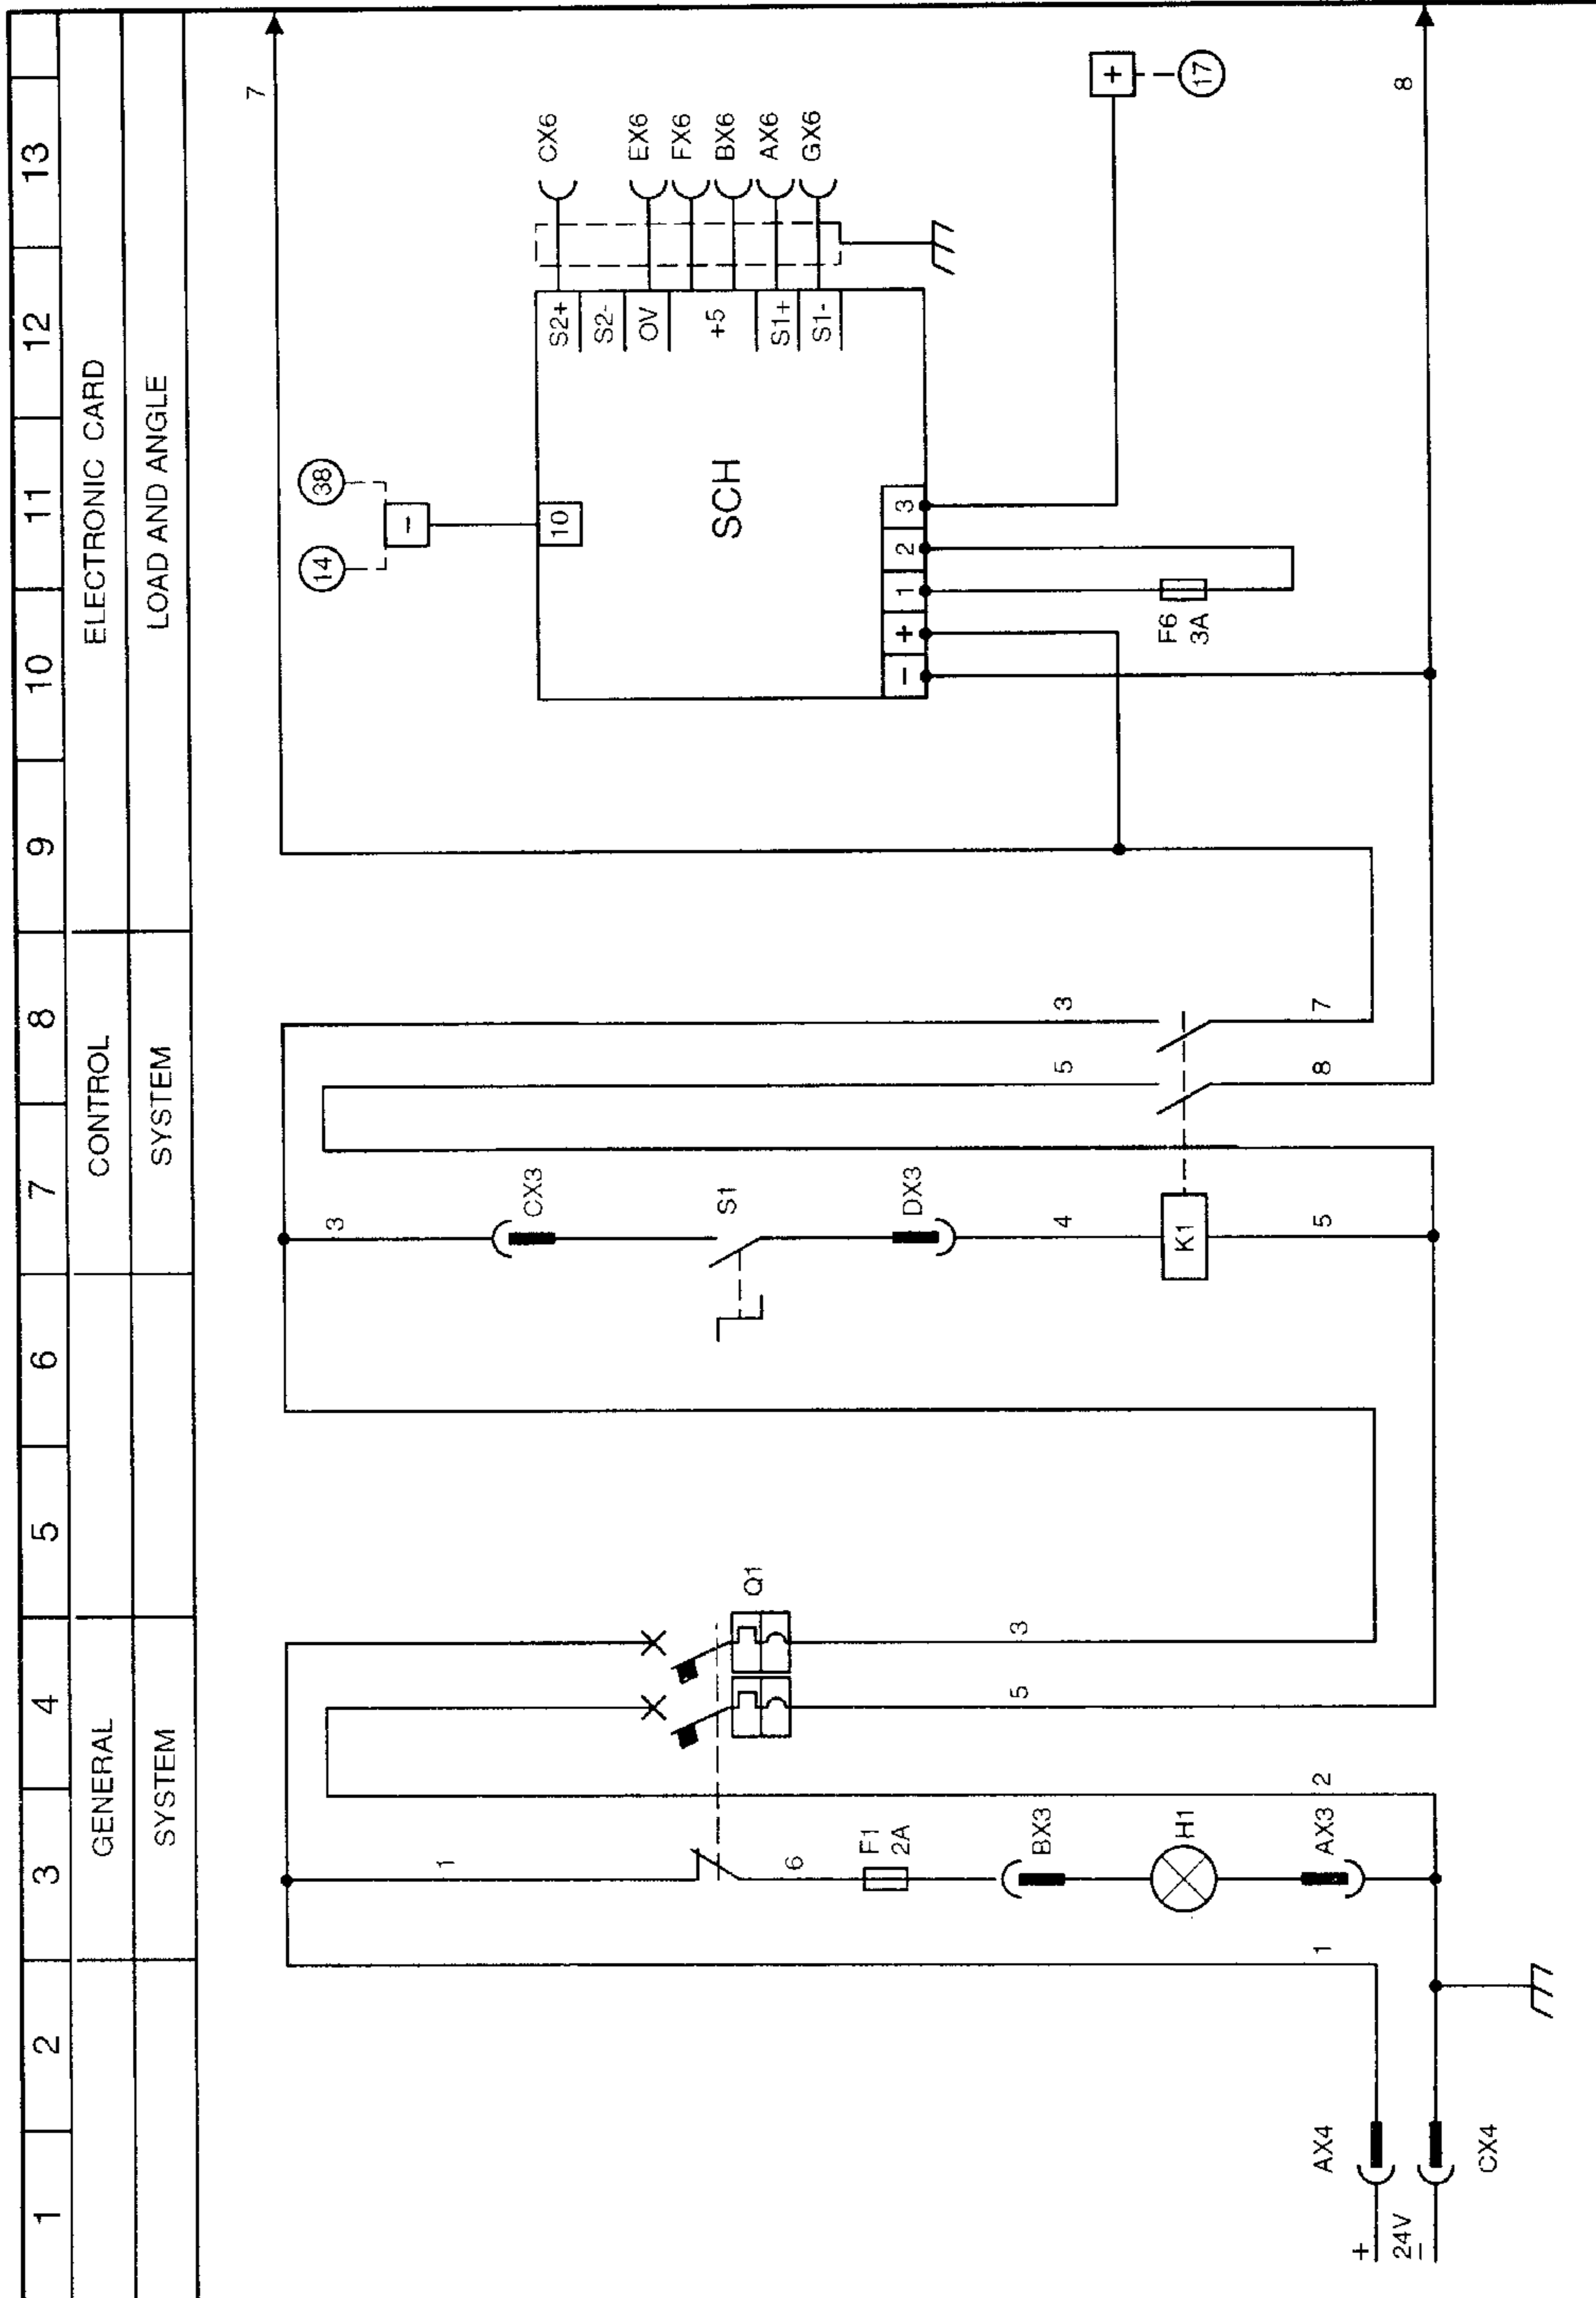 1 2 3 4 5 6 7 8 9 10 11 12 13
GENERAL CONTROL ELECTRONIC CARD
SYSTEM SYSTEM LOAD AND ANGLE
7
14 38
-
3
1
CX3
10
S2+ CX6
S2-
OV EX6
FX6
+5 BX6
S1+ AX6
S1- GX6
SCH
Q1
S1
6
F1
2A
DX3
- + 1 2 3
5 3
BX3
4
5 3
+
17
H1
K1
F6
3A
1
AX3
2
5
8 7
AX4
+
24V
-
CX4
8